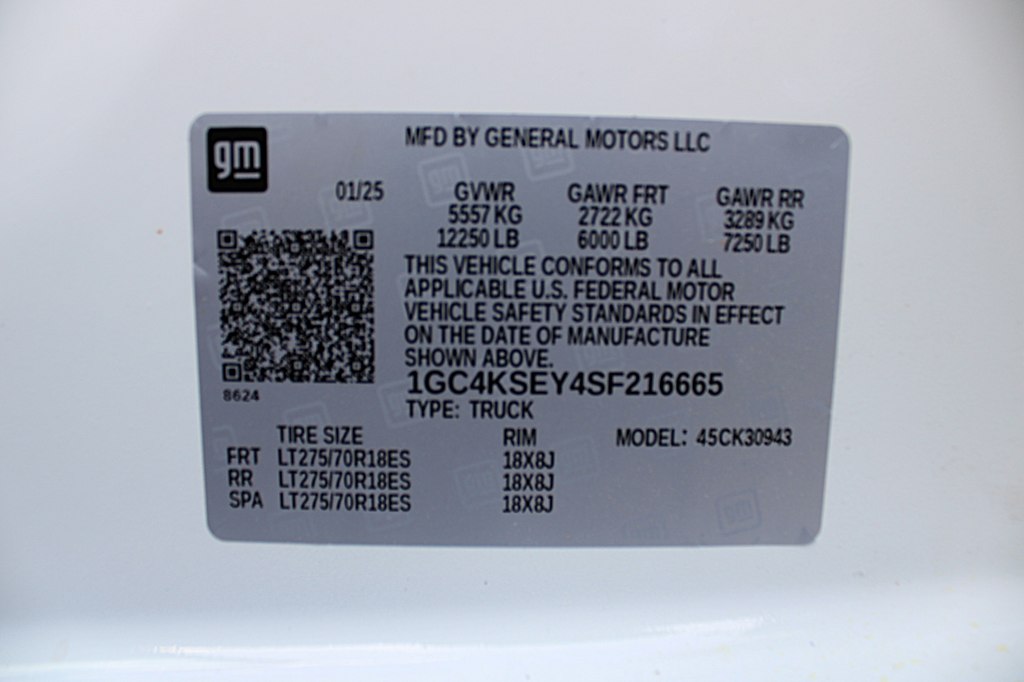 gm
MFD BY GENERAL MOTORS LLC
01/25 GVWR GAWR FRT GAWR RR
5557 KG 2722 KG 3289 KG
12250 LB 6000 LB 7250 LB
THIS VEHICLE CONFORMS TO ALL
APPLICABLE U.S. FEDERAL MOTOR
VEHICLE SAFETY STANDARDS IN EFFECT
ON THE DATE OF MANUFACTURE
SHOWN ABOVE.
1GC4KSEY4SF216665
8624
TYPE: TRUCK
TIRE SIZE RIM MODEL: 45CK30943
FRT LT275/70R18ES 18X8J
RR LT275/70R18ES 18X8J
SPA LT275/70R18ES 18X8J